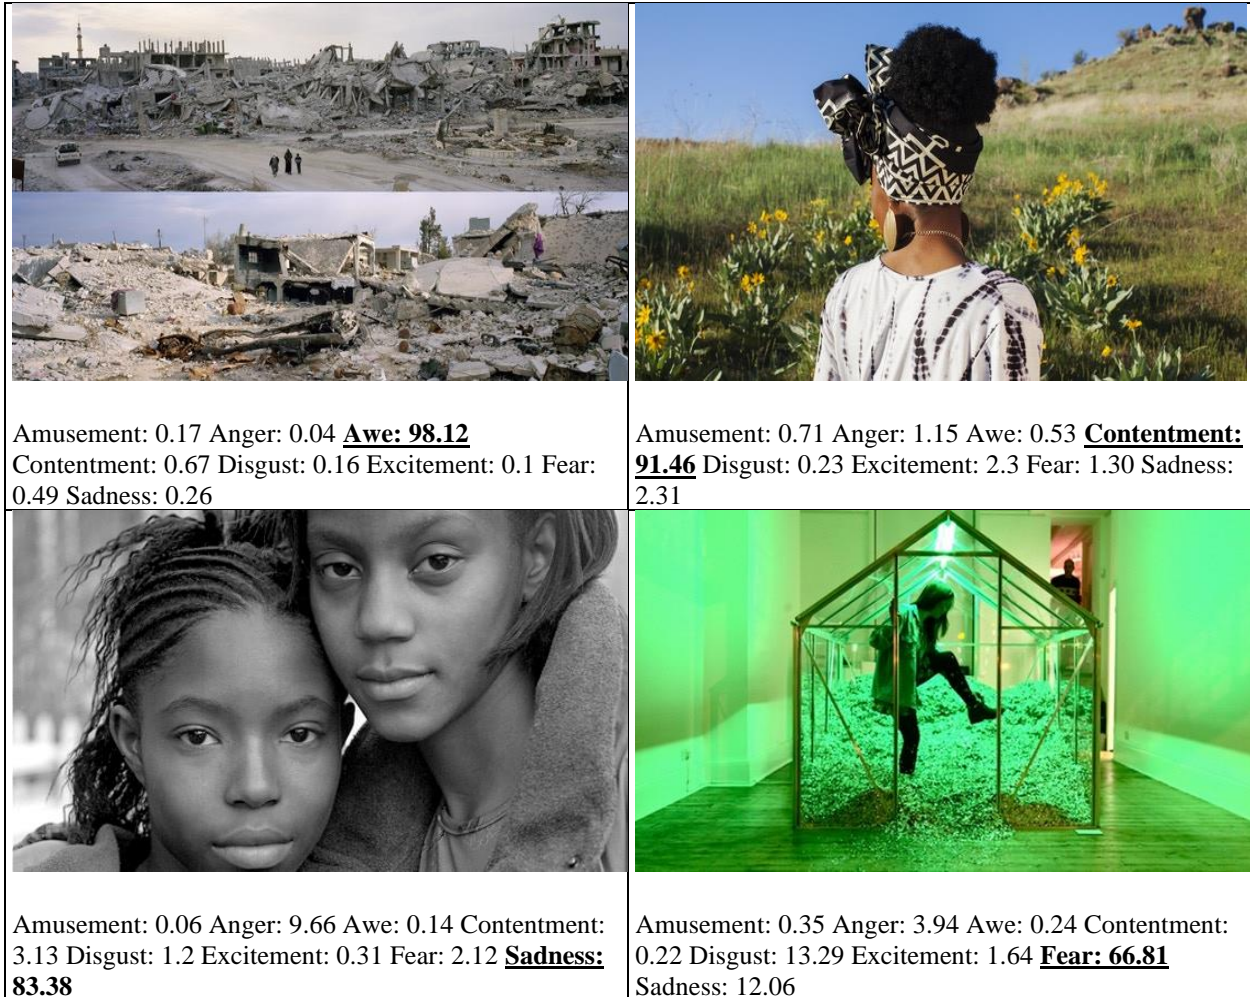 Amusement: 0.17 Anger: 0.04 Awe: 98.12
Contentment: 0.67 Disgust: 0.16 Excitement: 0.1 Fear:
0.49 Sadness: 0.26
Amusement: 0.71 Anger: 1.15 Awe: 0.53 Contentment:
91.46 Disgust: 0.23 Excitement: 2.3 Fear: 1.30 Sadness:
2.31
Amusement: 0.06 Anger: 9.66 Awe: 0.14 Contentment:
3.13 Disgust: 1.2 Excitement: 0.31 Fear: 2.12 Sadness:
83.38
Amusement: 0.35 Anger: 3.94 Awe: 0.24 Contentment:
0.22 Disgust: 13.29 Excitement: 1.64 Fear: 66.81
Sadness: 12.06